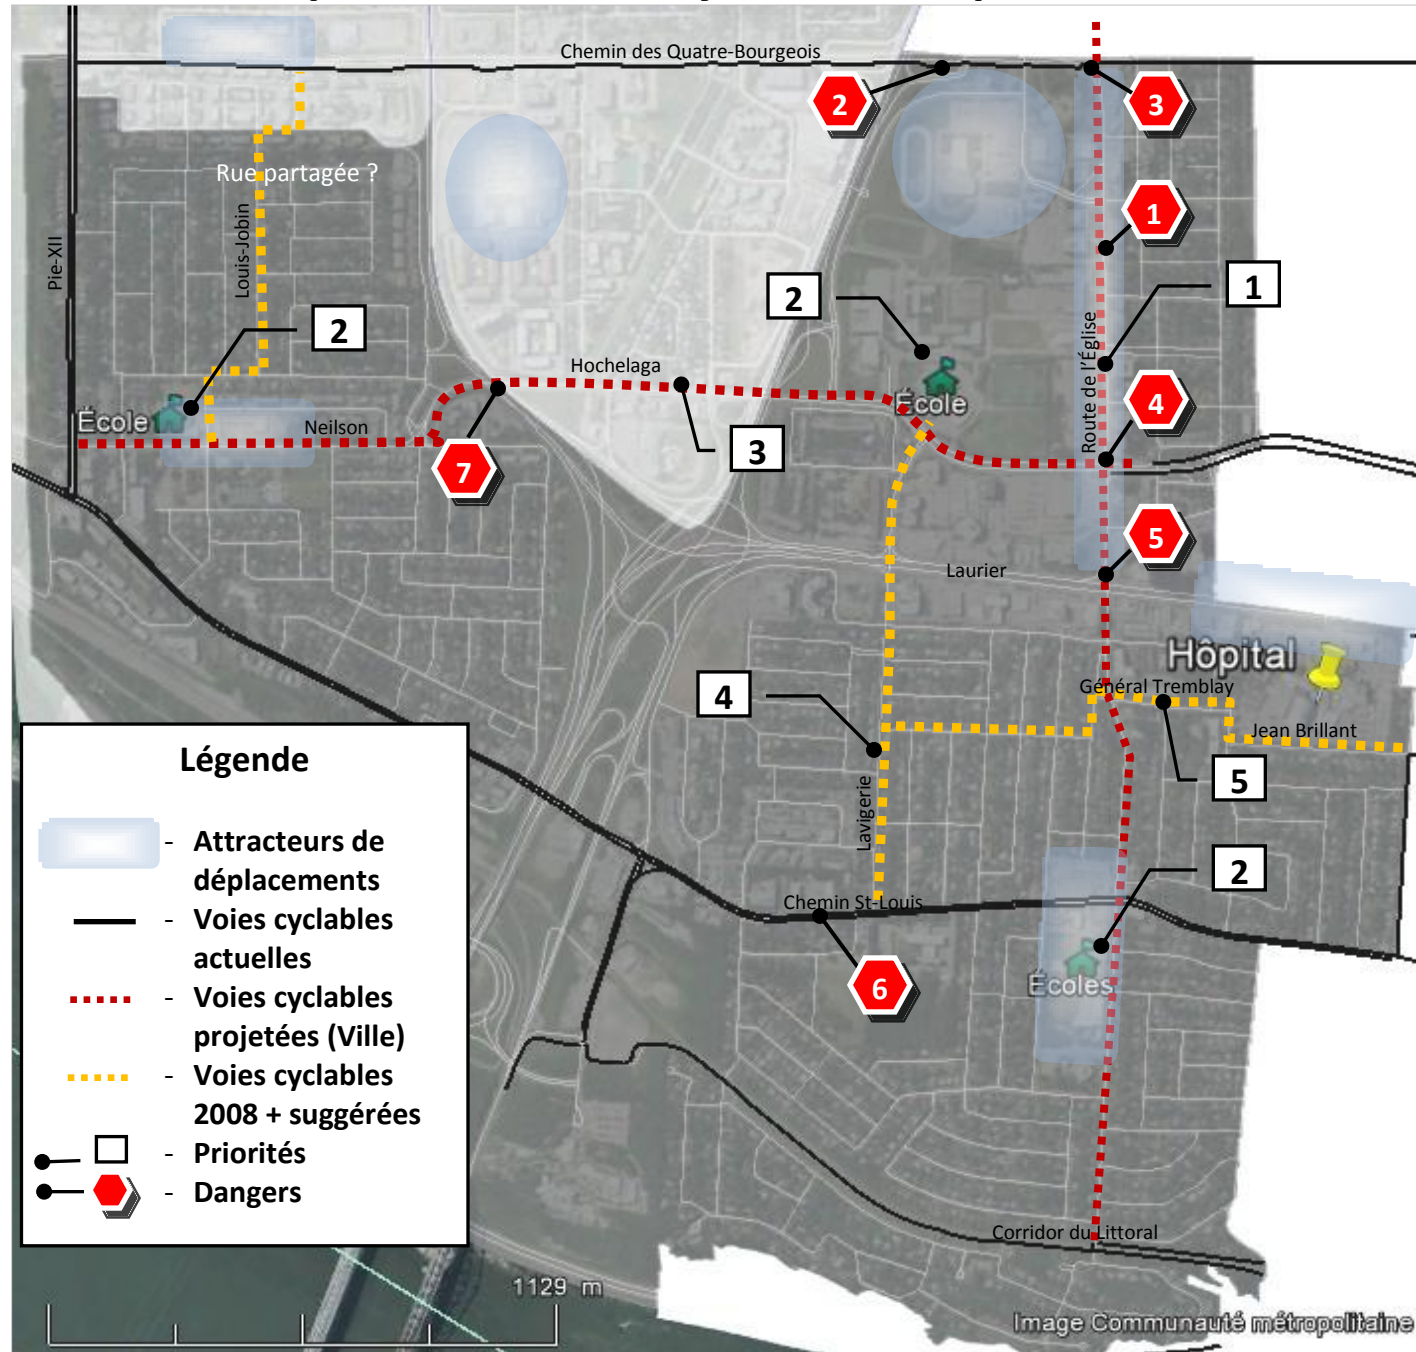 Chemin des Quatre-Bourgeois
2
3
Rue partagée ?
1
Pie-XII
Louis-Jobin
2
2
1
Route de l'Église
Hochelaga
École
École
4
Neilson
3
7
5
Laurier
Hôpital
Général Tremblay
4
Jean Brillant
5
Lavigerie
2
Chemin St-Louis
6
Écoles
Légende
- Attracteurs de
déplacements
- Voies cyclables
actuelles
- Voies cyclables
projetées (Ville)
- Voies cyclables
2008 + suggérées
- Priorités
- Dangers
Corridor du Littoral
1129 m
Image Communauté métropolitaine